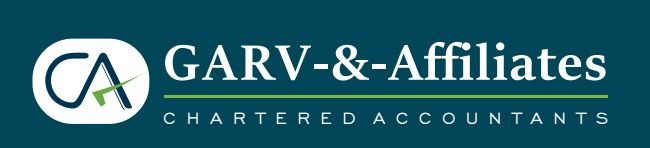 CA
GARV-&-Affiliates
CHARTERED ACCOUNTANTS